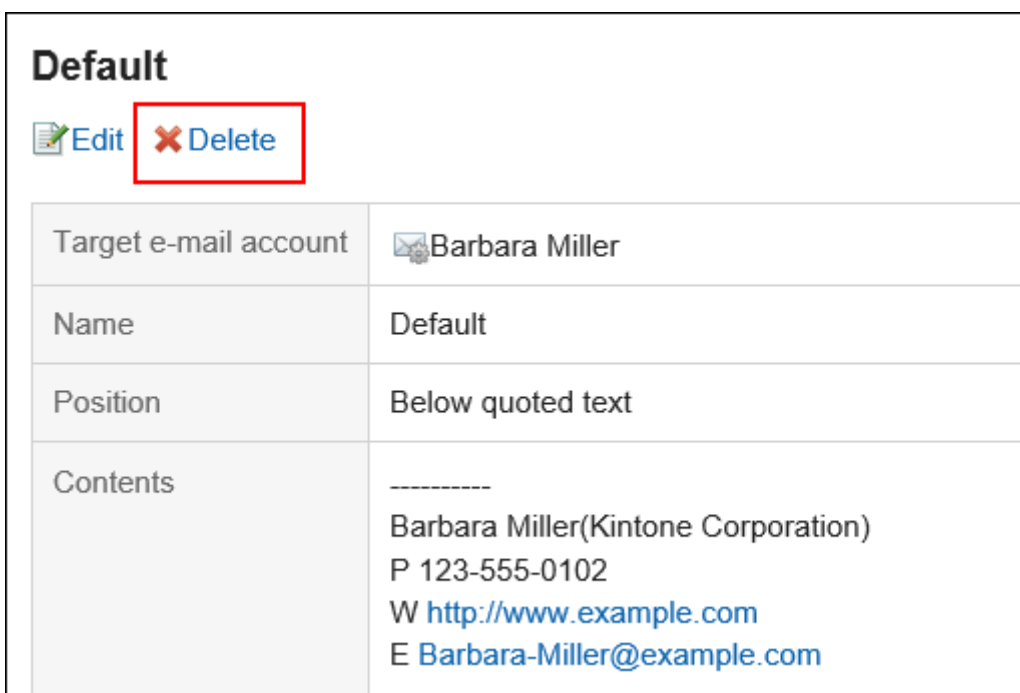 Default
Edit Delete
Target e-mail account Barbara Miller
Name Default
Position Below quoted text
Contents ----------
Barbara Miller(Kintone Corporation)
P 123-555-0102
W http://www.example.com
E Barbara-Miller@example.com